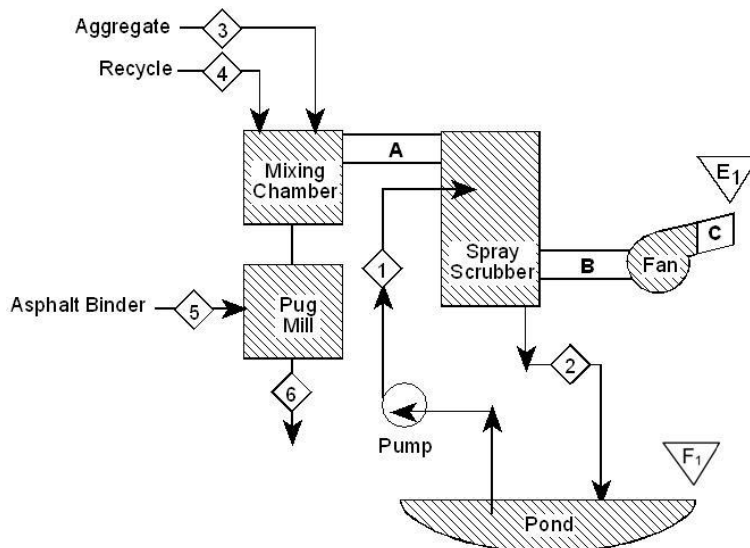 Aggregate
3
Recycle
4
A
Mixing
Chamber
E1
C
Spray
Scrubber
B
Fan
1
Asphalt Binder
5
Pug
Mill
2
6
Pump
F1
Pond